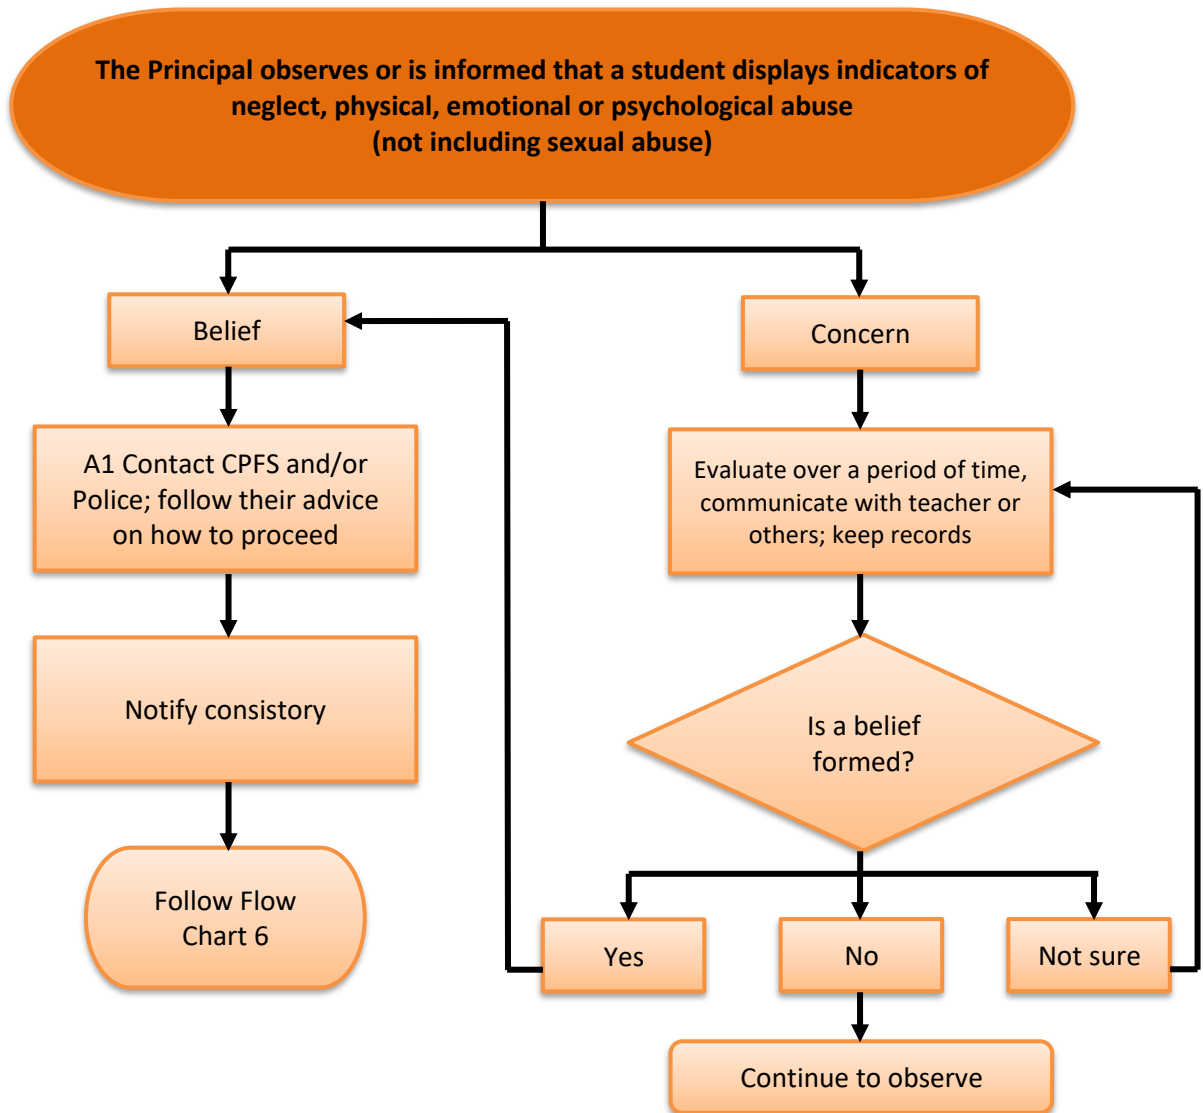 The Principal observes or is informed that a student displays indicators of
neglect, physical, emotional or psychological abuse
(not including sexual abuse)
Belief
Concern
A1 Contact CPFS and/or
Police; follow their advice
on how to proceed
Evaluate over a period of time,
communicate with teacher or
others; keep records
Notify consistory
Is a belief
formed?
Follow Flow
Chart 6
Yes
No
Not sure
Continue to observe